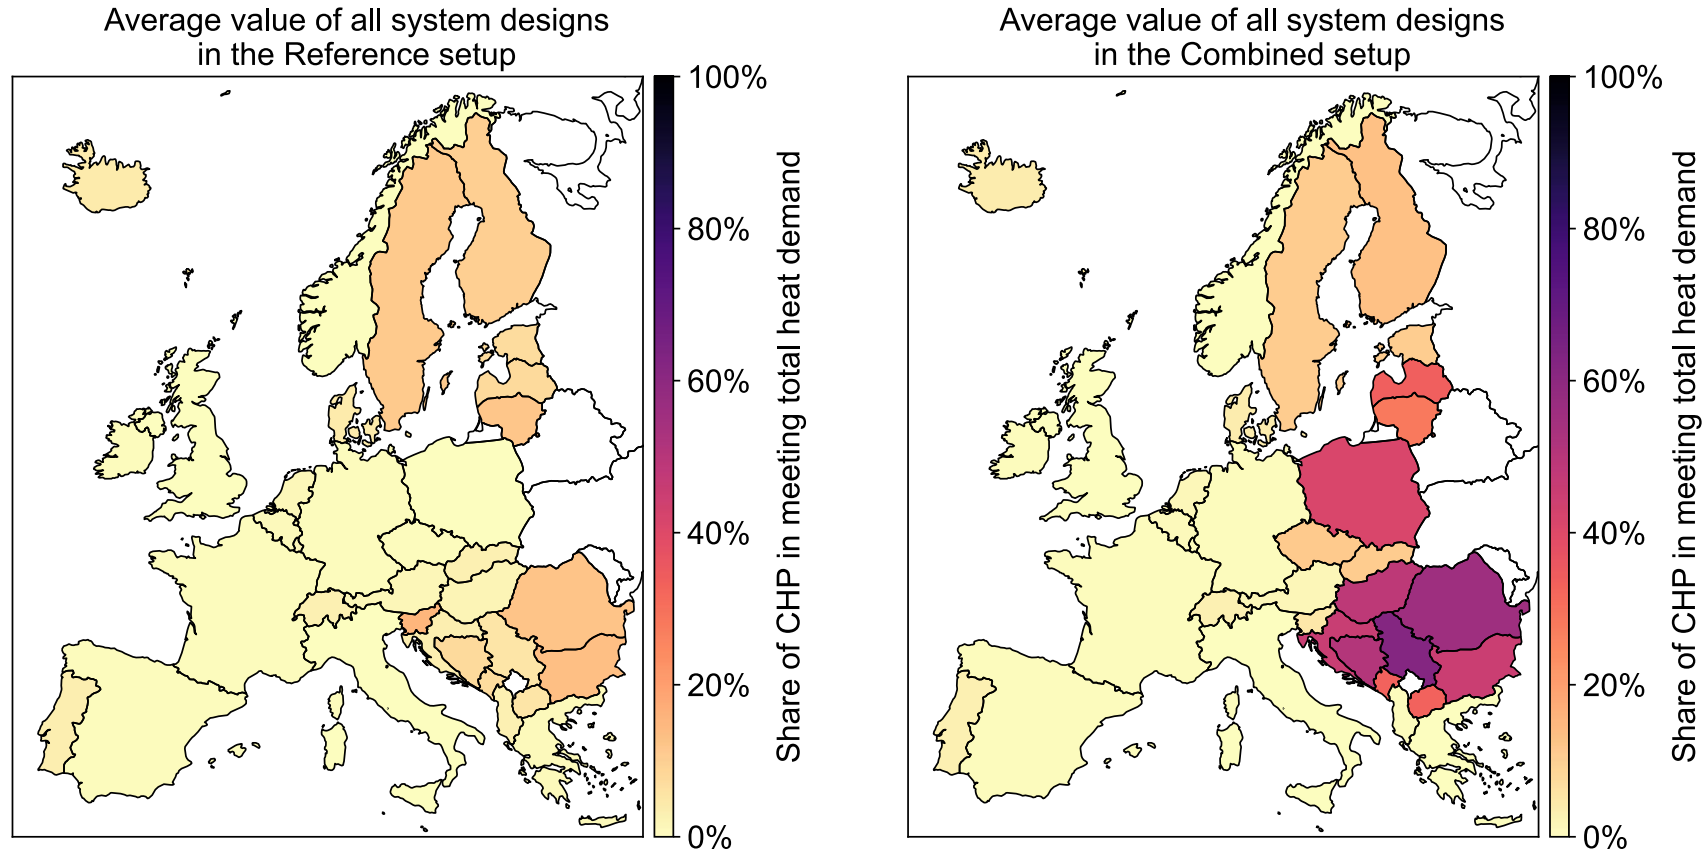 Average value of all system designs
in the Reference setup
100%
80%
60%
40%
20%
0%
Share of CHP in meeting total heat demand
Average value of all system designs
in the Combined setup
100%
80%
60%
40%
20%
0%
Share of CHP in meeting total heat demand